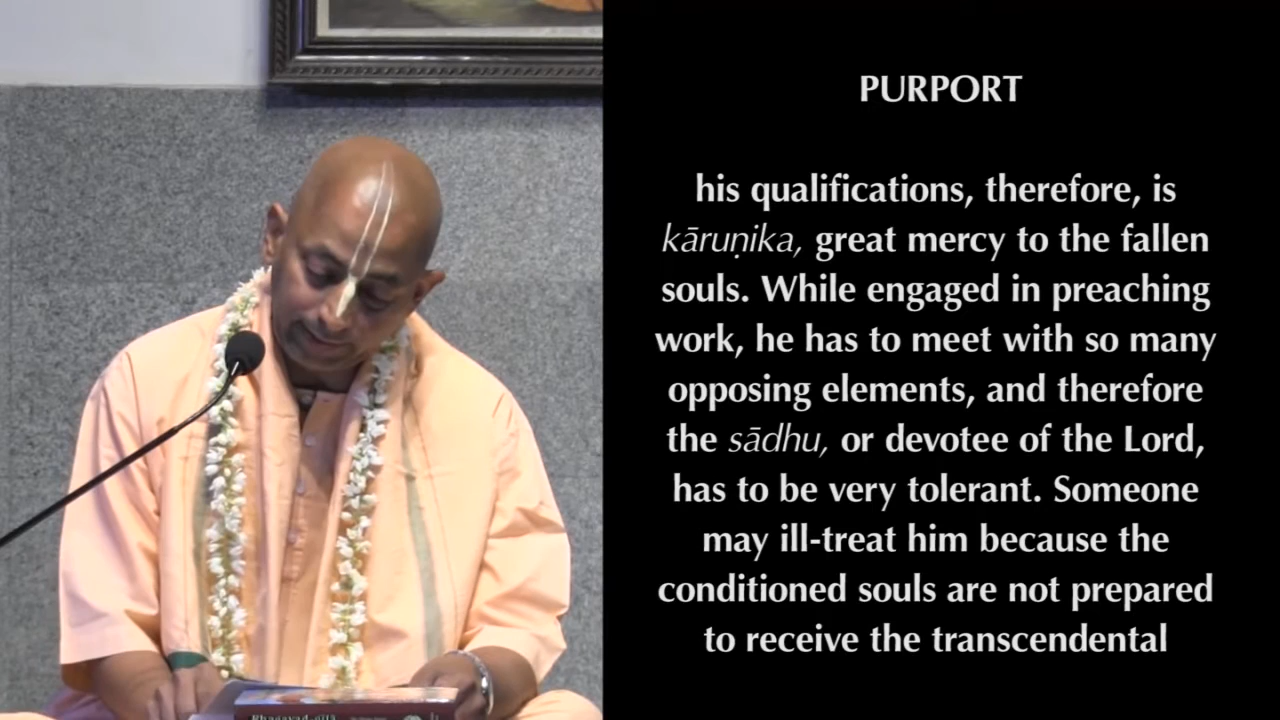 PURPORT
his qualifications, therefore, is
kāruṇika, great mercy to the fallen
souls. While engaged in preaching
work, he has to meet with so many
opposing elements, and therefore
the sādhu, or devotee of the Lord,
has to be very tolerant. Someone
may ill-treat him because the
conditioned souls are not prepared
to receive the transcendental
Bhagavad-gītā